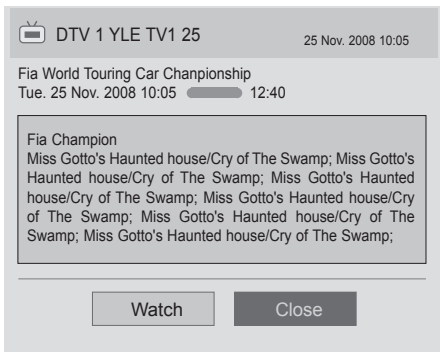 DTV 1 YLE TV1 25
25 Nov. 2008 10:05
Fia World Touring Car Chanpionship
Tue. 25 Nov. 2008 10:05 12:40
Fia Champion
Miss Gotto's Haunted house/Cry of The Swamp; Miss Gotto's
Haunted house/Cry of The Swamp; Miss Gotto's Haunted
house/Cry of The Swamp; Miss Gotto's Haunted house/Cry
of The Swamp; Miss Gotto's Haunted house/Cry of The
Swamp; Miss Gotto's Haunted house/Cry of The Swamp;
Watch
Close